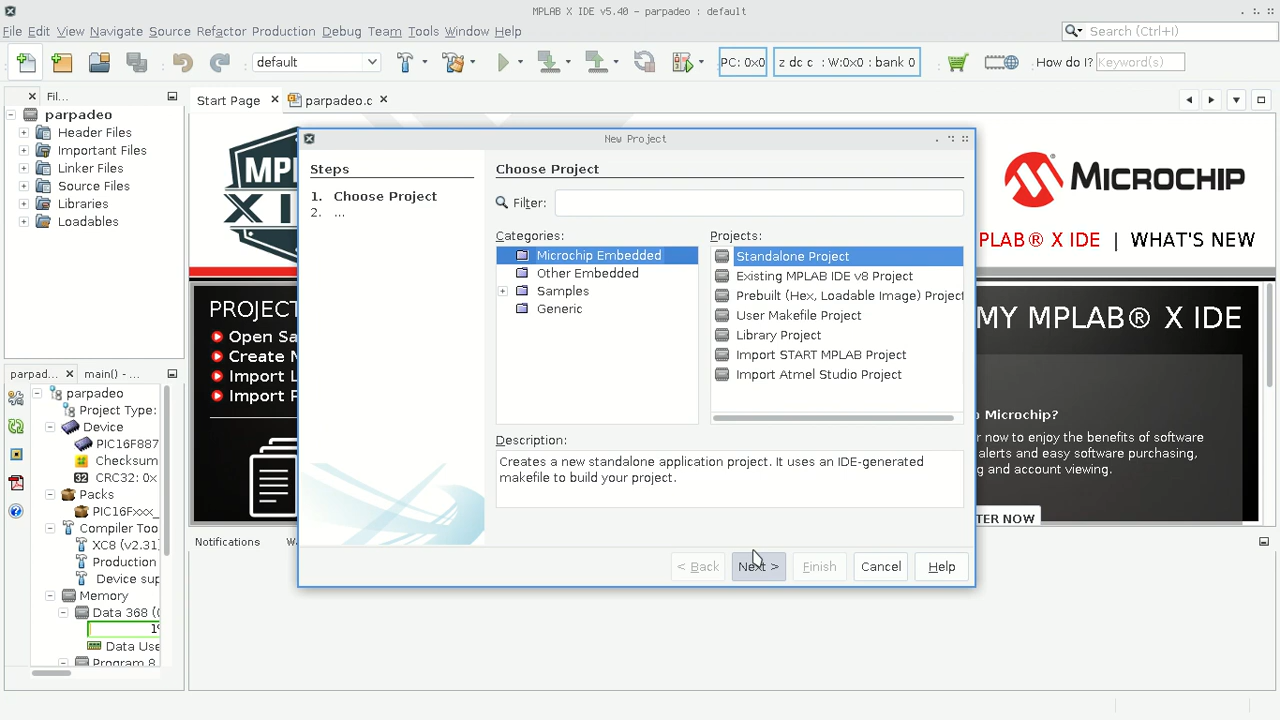 MPLAB X IDE v5.40 - parpadeo : default
File Edit View Navigate Source Refactor Production Debug Team Tools Window Help
Search (Ctrl+I)
default
PC: 0x0
z dc c : W:0x0 : bank 0
How do I?
Keyword(s)
Fil...
Start Page
parpadeo.c
parpadeo
Header Files
Important Files
Linker Files
Source Files
Libraries
Loadables
MPL
X I
New Project
Steps
1. Choose Project
2. ...
Choose Project
Filter:
Categories:
Microchip Embedded
Other Embedded
Samples
Generic
Projects:
Standalone Project
Existing MPLAB IDE v8 Project
Prebuilt (Hex, Loadable Image) Project
User Makefile Project
Library Project
Import START MPLAB Project
Import Atmel Studio Project
Description:
Creates a new standalone application project. It uses an IDE-generated
makefile to build your project.
< Back
Next >
Finish
Cancel
Help
MICROCHIP
PLAB® X IDE | WHAT'S NEW
PROJECT
Open Sa
Create N
Import L
Import F
MY MPLAB® X IDE
o Microchip?
r now to enjoy the benefits of software
alerts and easy software purchasing,
g and account viewing.
TER NOW
parpad...
main() - ...
parpadeo
Project Type:
Device
PIC16F887
Checksum
CRC32: 0x
Packs
PIC16Fxxx_
Compiler Too
XC8 (v2.31)
Production
Device sup
Memory
Data 368 (
1
Data Use
Program 8
Notifications